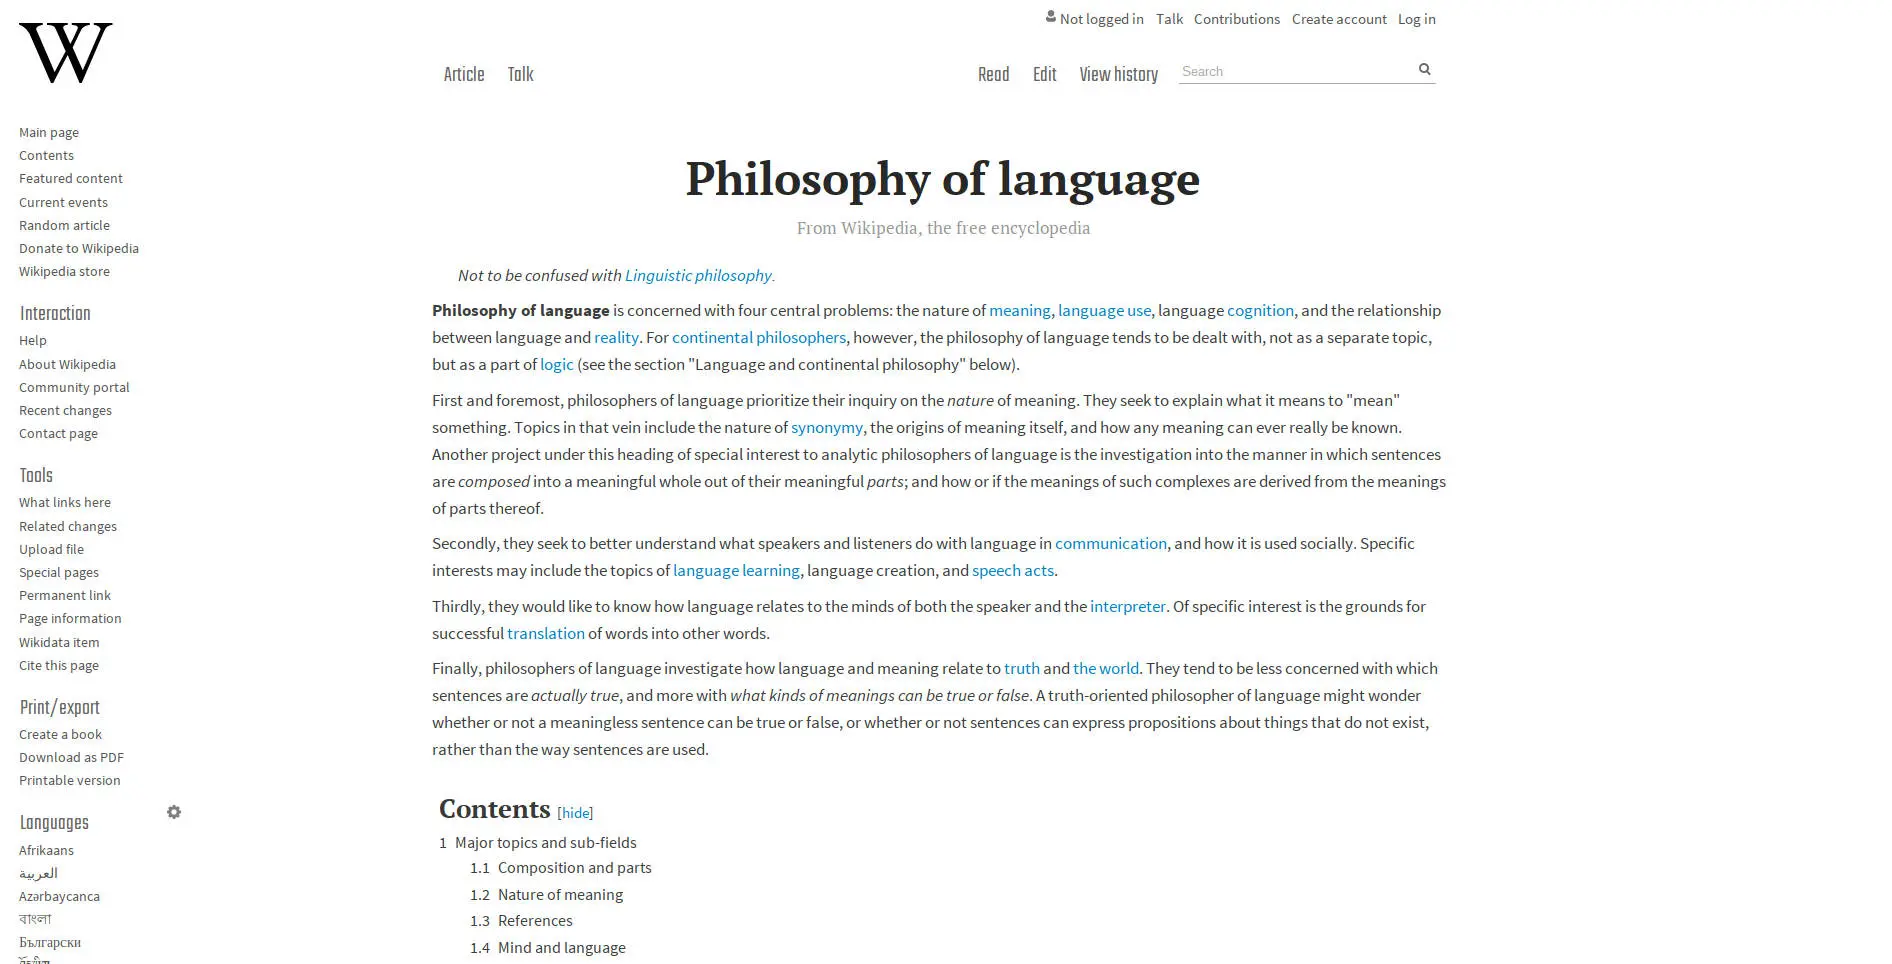 W
Not logged in Talk Contributions Create account Log in
Article Talk
Read Edit View history Search
Main page
Contents
Featured content
Current events
Random article
Donate to Wikipedia
Wikipedia store
Interaction
Help
About Wikipedia
Community portal
Recent changes
Contact page
Tools
What links here
Related changes
Upload file
Special pages
Permanent link
Page information
Wikidata item
Cite this page
Print/export
Create a book
Download as PDF
Printable version
Languages
Afrikaans
العربية
Azərbaycanca
বাংলা
Български
Philosophy of language
From Wikipedia, the free encyclopedia
Not to be confused with Linguistic philosophy.
Philosophy of language is concerned with four central problems: the nature of meaning, language use, language cognition, and the relationship
between language and reality. For continental philosophers, however, the philosophy of language tends to be dealt with, not as a separate topic,
but as a part of logic (see the section "Language and continental philosophy" below).
First and foremost, philosophers of language prioritize their inquiry on the nature of meaning. They seek to explain what it means to "mean"
something. Topics in that vein include the nature of synonymy, the origins of meaning itself, and how any meaning can ever really be known.
Another project under this heading of special interest to analytic philosophers of language is the investigation into the manner in which sentences
are composed into a meaningful whole out of their meaningful parts; and how or if the meanings of such complexes are derived from the meanings
of parts thereof.
Secondly, they seek to better understand what speakers and listeners do with language in communication, and how it is used socially. Specific
interests may include the topics of language learning, language creation, and speech acts.
Thirdly, they would like to know how language relates to the minds of both the speaker and the interpreter. Of specific interest is the grounds for
successful translation of words into other words.
Finally, philosophers of language investigate how language and meaning relate to truth and the world. They tend to be less concerned with which
sentences are actually true, and more with what kinds of meanings can be true or false. A truth-oriented philosopher of language might wonder
whether or not a meaningless sentence can be true or false, or whether or not sentences can express propositions about things that do not exist,
rather than the way sentences are used.
Contents [hide]
1 Major topics and sub-fields
1.1 Composition and parts
1.2 Nature of meaning
1.3 References
1.4 Mind and language